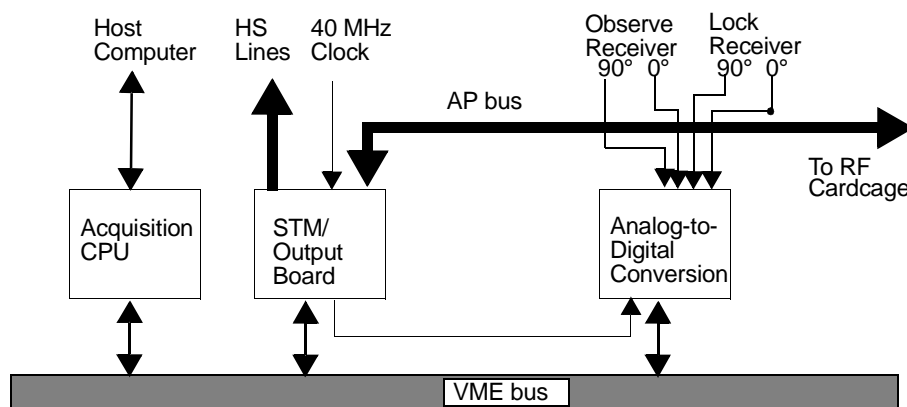 Host
Computer
HS
Lines
40 MHz
Clock
Observe
Receiver
90° 0°
Lock
Receiver
90° 0°
AP bus
To RF
Cardcage
Acquisition
CPU
STM/
Output
Board
Analog-to-
Digital
Conversion
VME bus